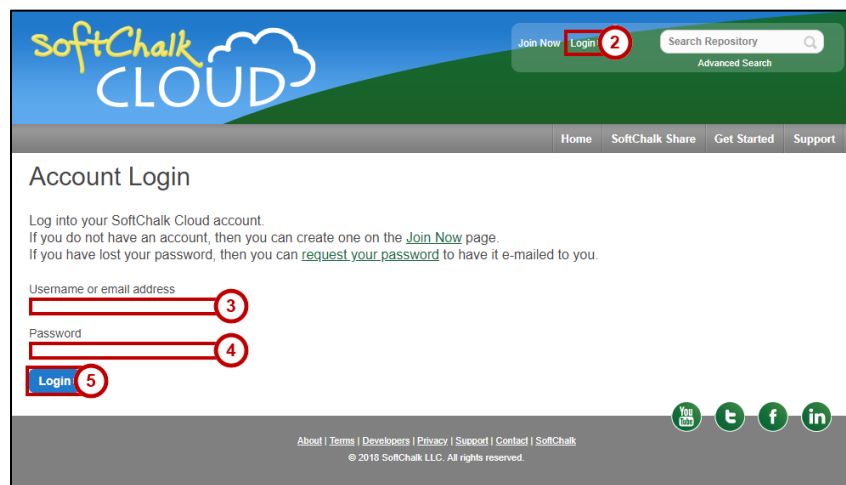 SoftChalk
CLOUD
Join Now Login 2 Search Repository
Advanced Search
Home SoftChalk Share Get Started Support
Account Login
Log into your SoftChalk Cloud account.
If you do not have an account, then you can create one on the Join Now page.
If you have lost your password, then you can request your password to have it e-mailed to you.
Username or email address
3
Password
4
Login 5
You
Tube t f in
About | Terms | Developers | Privacy | Support | Contact | SoftChalk
© 2018 SoftChalk LLC. All rights reserved.